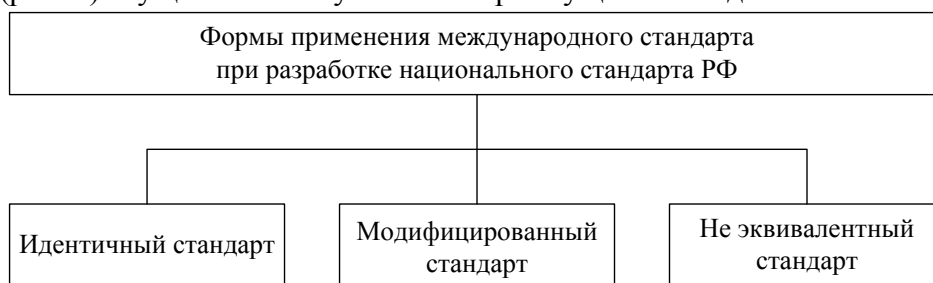 Формы применения международного стандарта
при разработке национального стандарта РФ
Идентичный стандарт
Модифицированный
стандарт
Не эквивалентный
стандарт